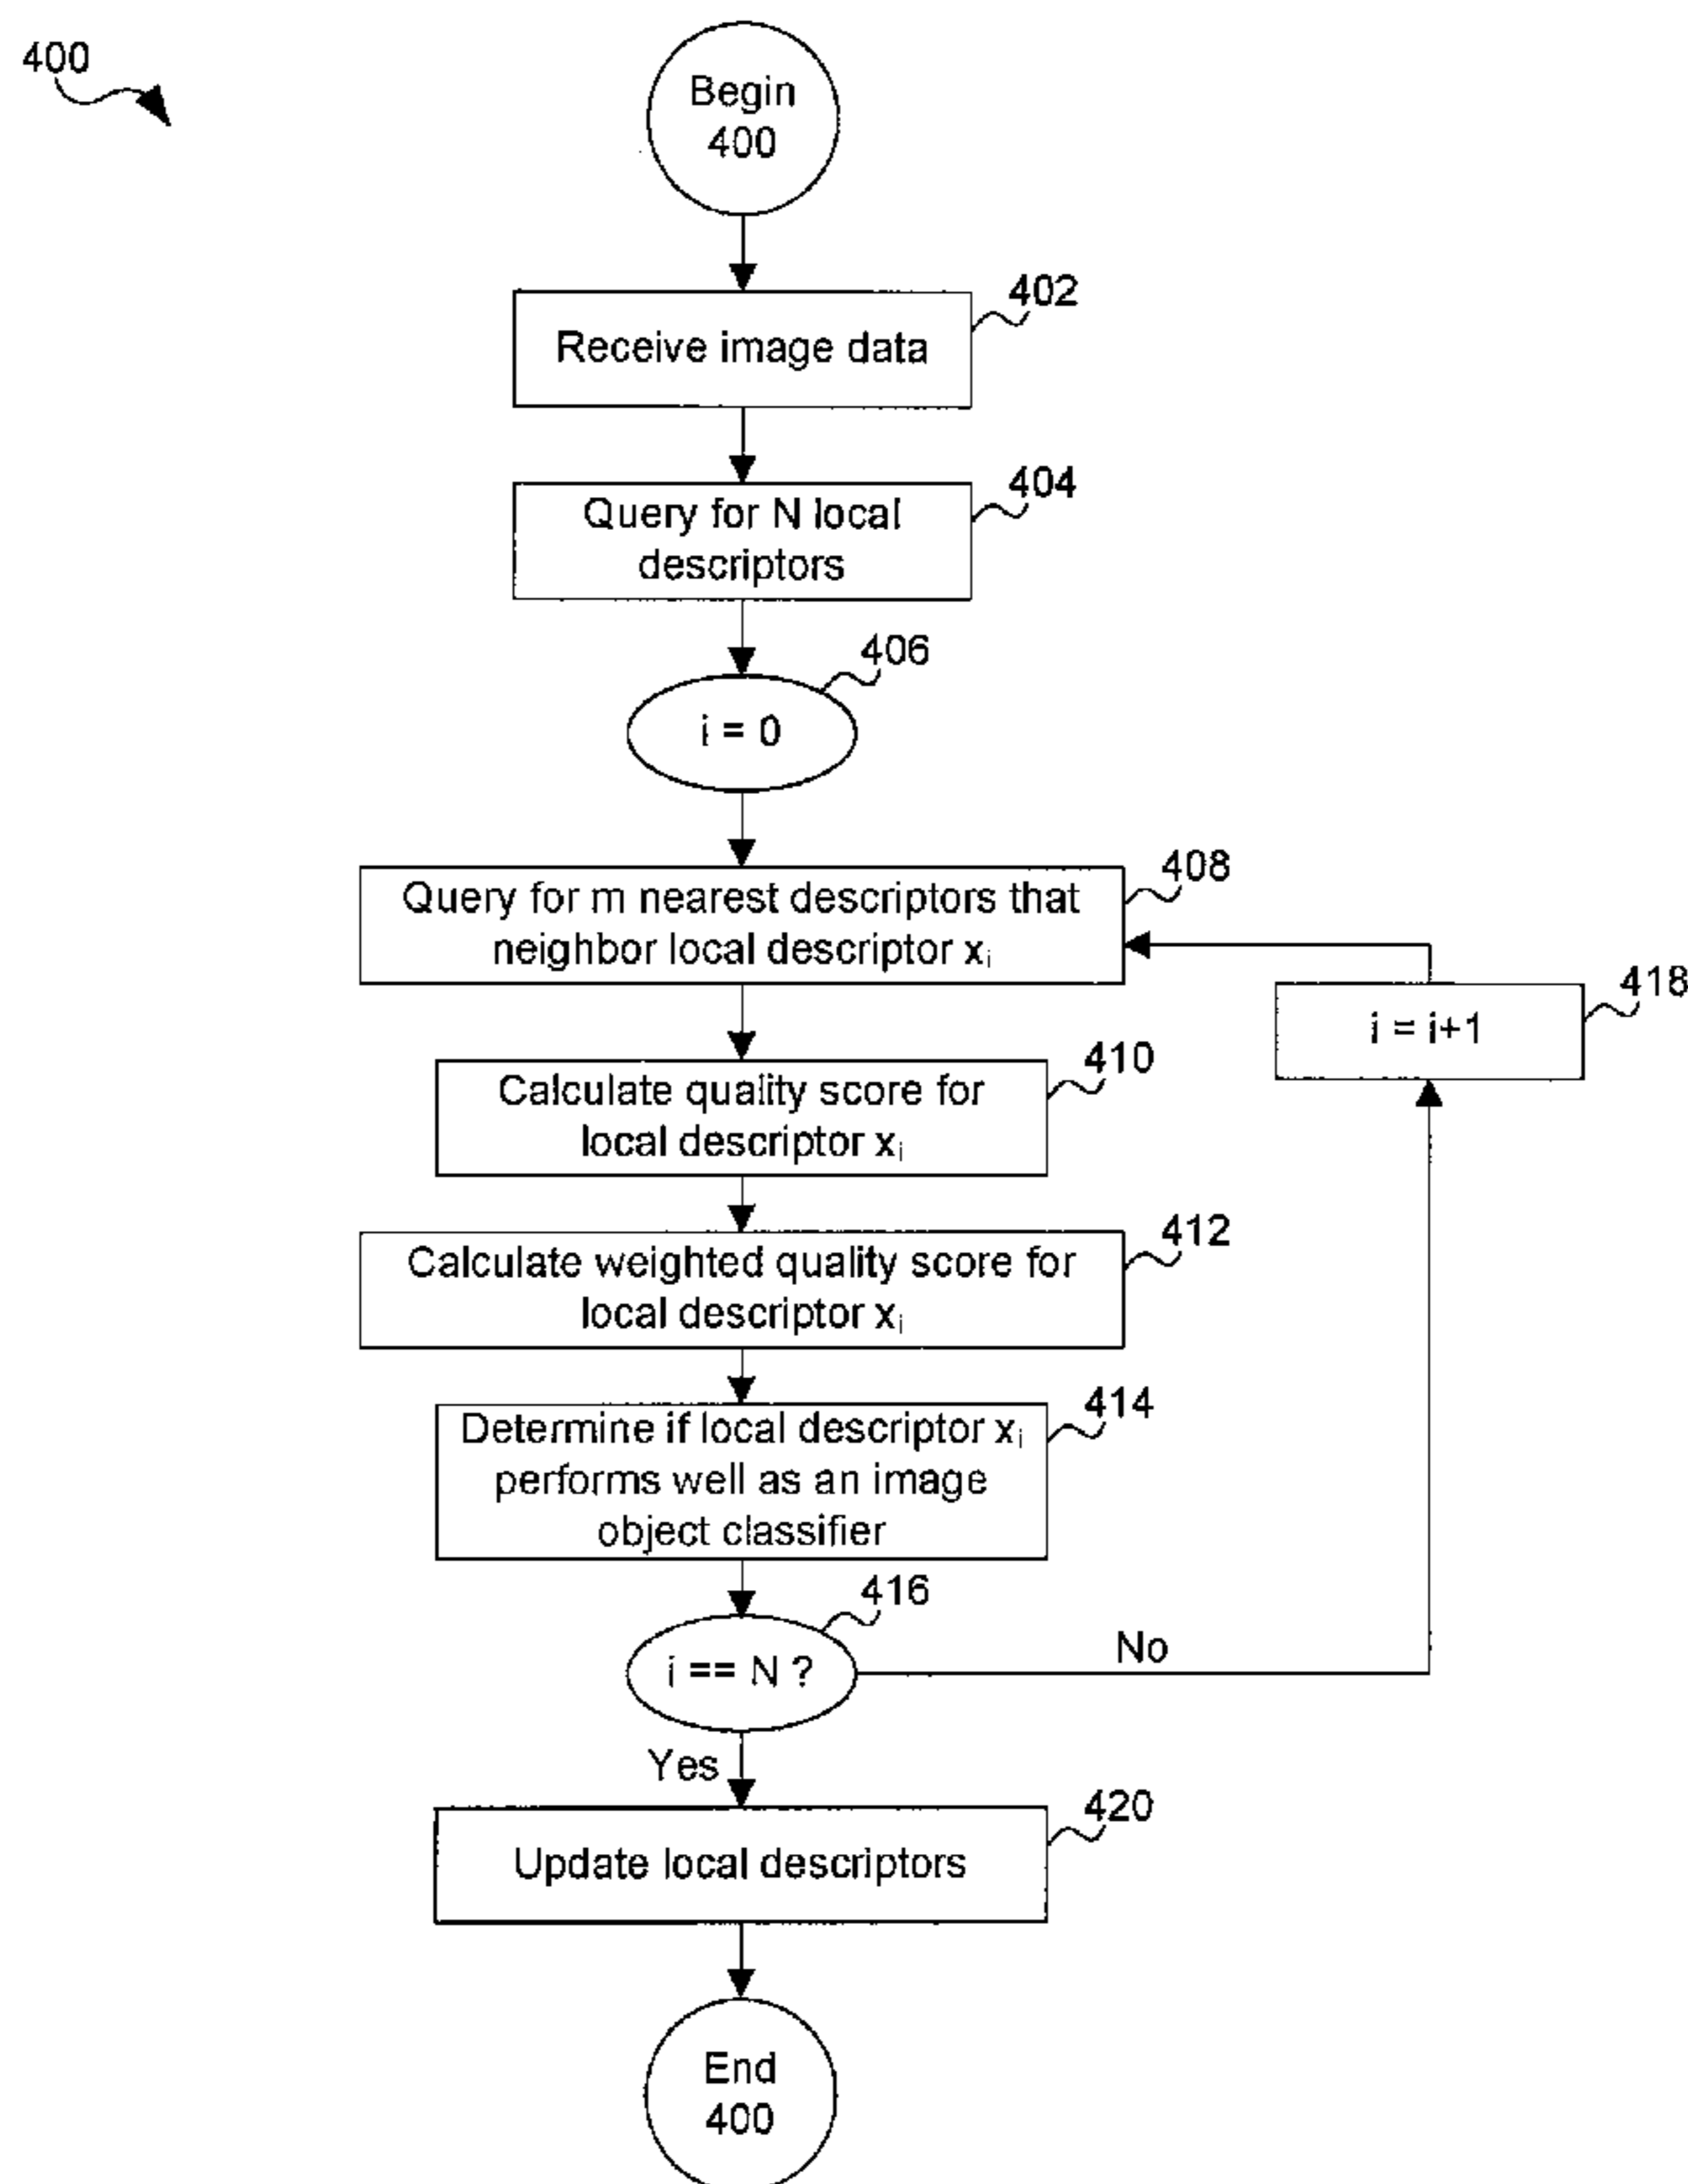 400
Begin
400
402
Receive image data
404
Query for N local
descriptors
406
i = 0
408
Query for m nearest descriptors that
neighbor local descriptor xᵢ
418
i = i+1
410
Calculate quality score for
local descriptor xᵢ
412
Calculate weighted quality score for
local descriptor xᵢ
414
Determine if local descriptor xᵢ
performs well as an image
object classifier
416
i == N ?
No
Yes
420
Update local descriptors
End
400